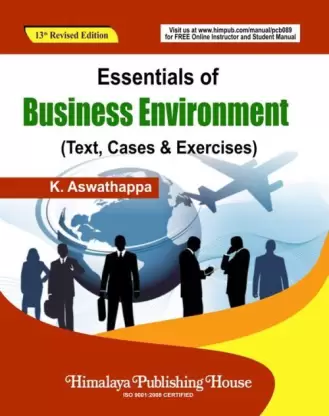 13th Revised Edition
Visit us at www.himpub.com/manual/pcb089
for FREE Online Instructor and Student Manual
Essentials of
Business Environment
(Text, Cases & Exercises)
K. Aswathappa
Himalaya Publishing House
ISO 9001:2008 CERTIFIED